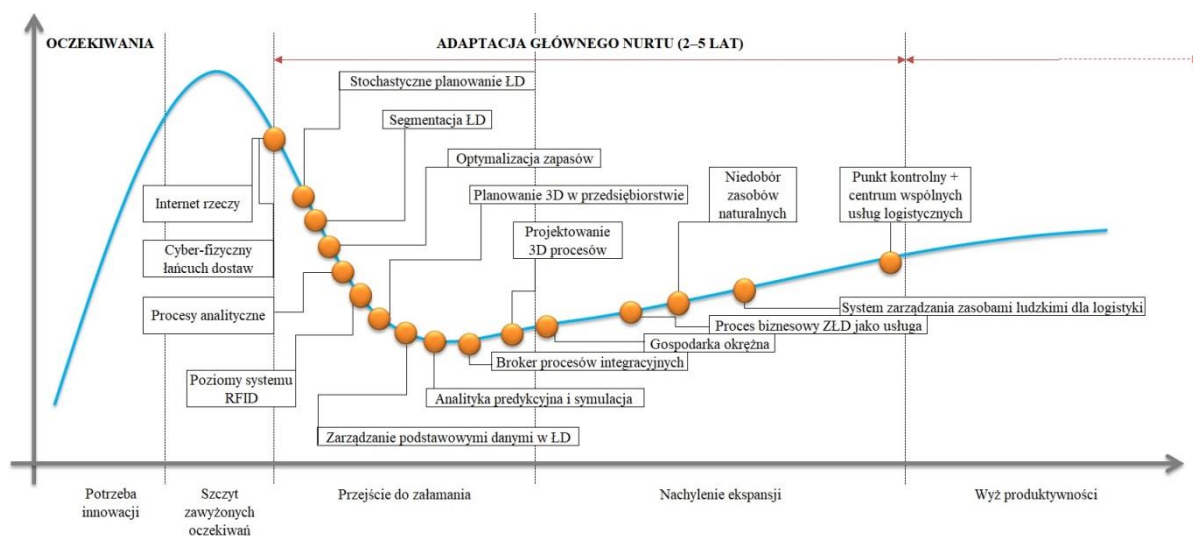 OCZEKIWANIA
ADAPTACJA GŁÓWNEGO NURTU (2–5 LAT)
Stochastyczne planowanie ŁD
Segmentacja ŁD
Optymalizacja zapasów
Planowanie 3D w przedsiębiorstwie
Projektowanie
3D procesów
Niedobór
zasobów
naturalnych
Punkt kontrolny +
centrum wspólnych
usług logistycznych
Internet rzeczy
Cyber-fizyczny
łańcuch dostaw
Procesy analityczne
Poziomy systemu
RFID
System zarządzania zasobami ludzkimi dla logistyki
Proces biznesowy ZŁD jako usługa
Gospodarka okrężna
Broker procesów integracyjnych
Analityka predykcyjna i symulacja
Zarządzanie podstawowymi danymi w ŁD
Potrzeba
innowacji
Szczyt
zawyżonych
oczekiwań
Przejście do załamania
Nachylenie ekspansji
Wyż produktywności